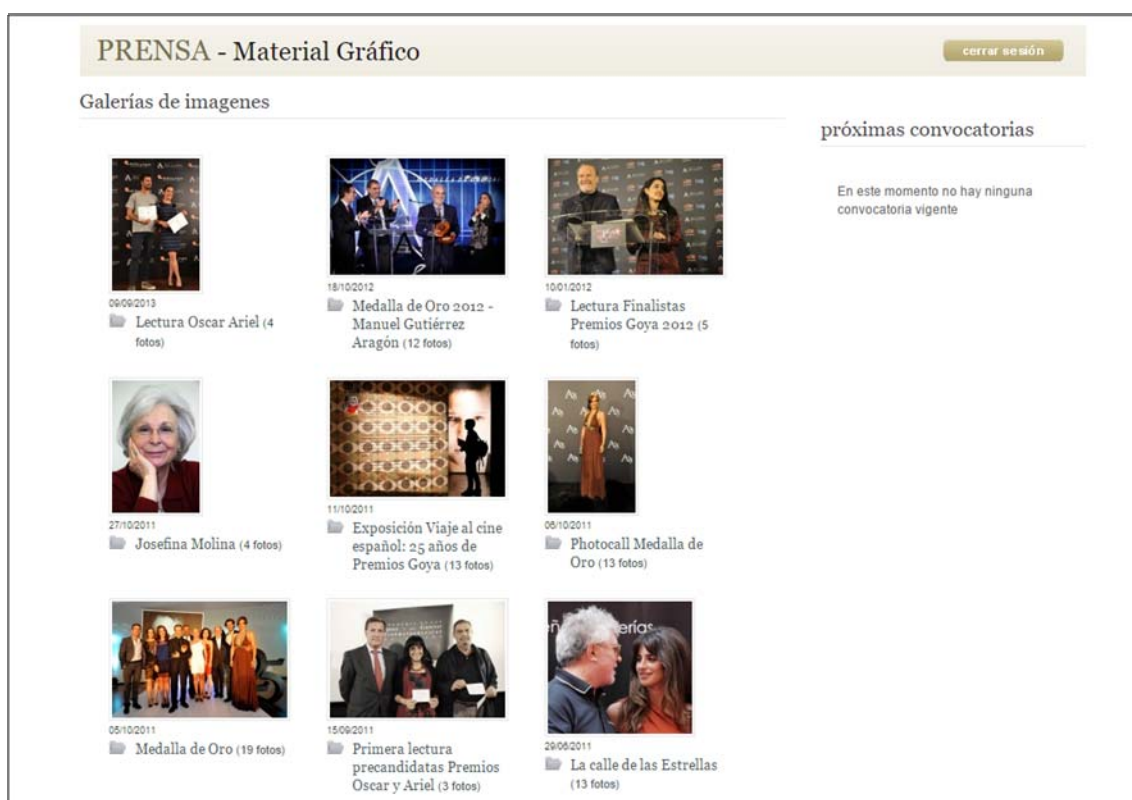 PRENSA - Material Gráfico
cerrar sesión
Galerías de imagenes
próximas convocatorias
En este momento no hay ninguna
convocatoria vigente
09/09/2013
Lectura Oscar Ariel (4
fotos)
18/10/2012
Medalla de Oro 2012 -
Manuel Gutiérrez
Aragón (12 fotos)
10/01/2012
Lectura Finalistas
Premios Goya 2012 (5
fotos)
27/10/2011
Josefina Molina (4 fotos)
11/10/2011
Exposición Viaje al cine
español: 25 años de
Premios Goya (13 fotos)
06/10/2011
Photocall Medalla de
Oro (13 fotos)
05/10/2011
Medalla de Oro (19 fotos)
15/09/2011
Primera lectura
precandidatas Premios
Oscar y Ariel (3 fotos)
29/06/2011
La calle de las Estrellas
(13 fotos)